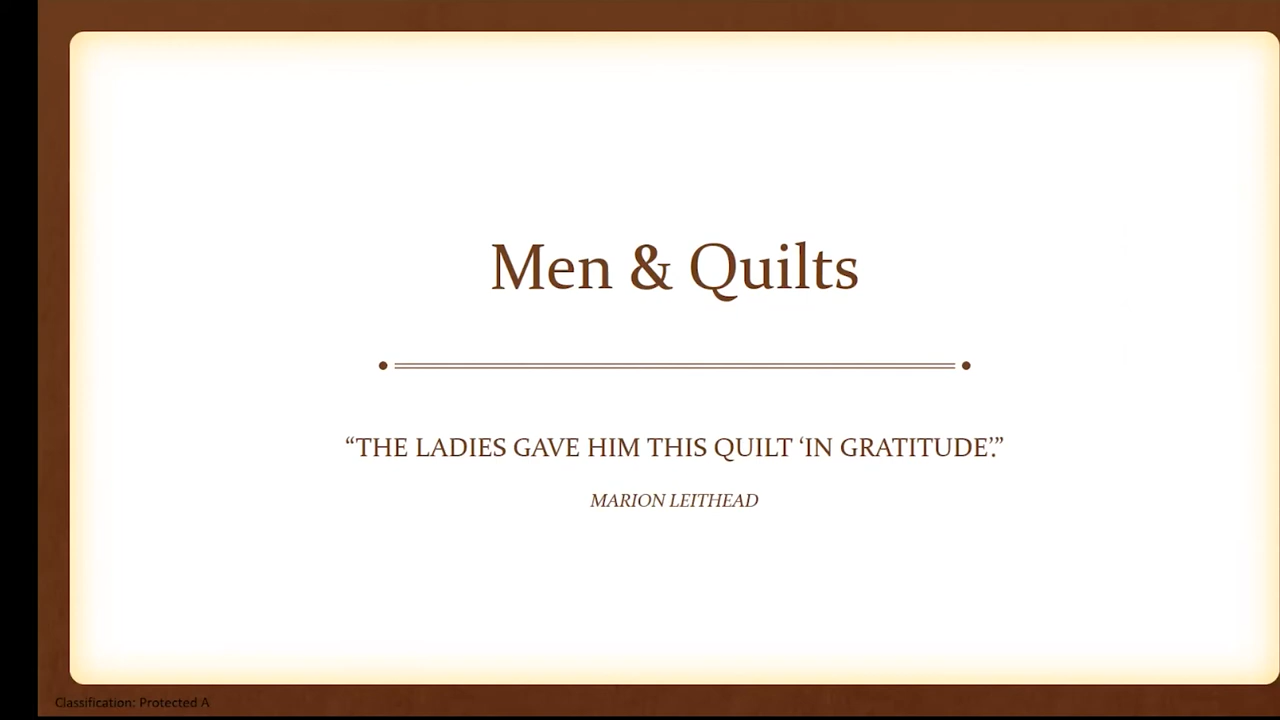 Men & Quilts
“THE LADIES GAVE HIM THIS QUILT ‘IN GRATITUDE.’”
MARION LEITHEAD
Classification: Protected A